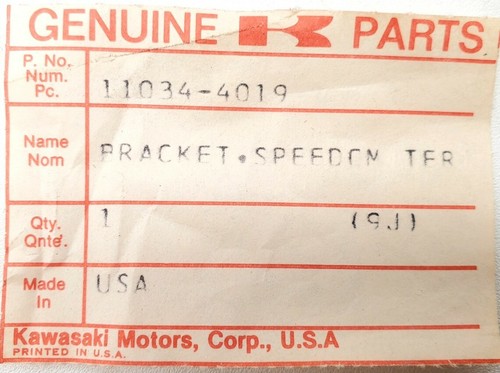 GENUINE K PARTS
P. No.
Num.
Pc.
11034-4019
Name
Nom
BRACKET.SPEEDOM TER
Qty.
Qnté.
1 (9J)
Made
In
USA
Kawasaki Motors, Corp., U.S.A
PRINTED IN U.S.A.